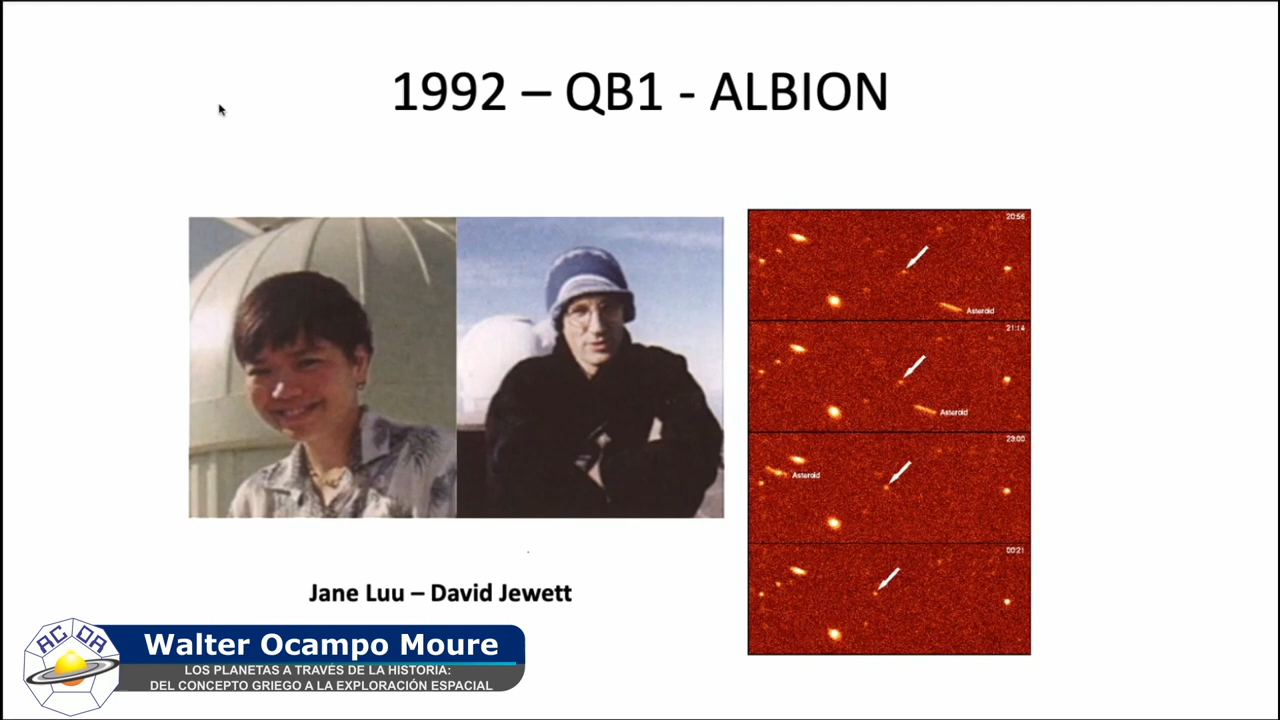 1992 – QB1 - ALBION
20:56
Asteroid
21:14
Asteroid
23:00
Asteroid
00:21
Jane Luu – David Jewett
ACDA
Walter Ocampo Moure
LOS PLANETAS A TRAVÉS DE LA HISTORIA:
DEL CONCEPTO GRIEGO A LA EXPLORACIÓN ESPACIAL